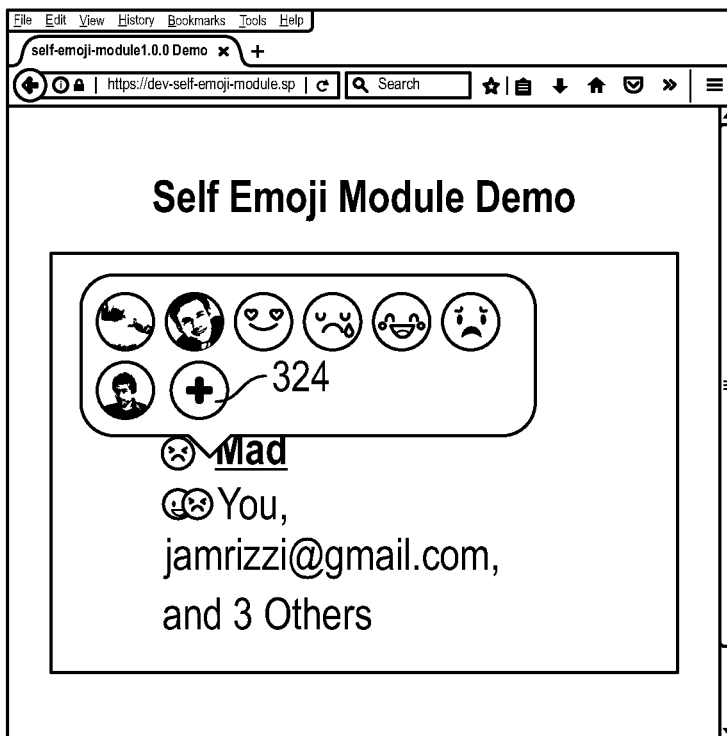 File Edit View History Bookmarks Tools Help
self-emoji-module1.0.0 Demo × +
https://dev-self-emoji-module.sp Search
Self Emoji Module Demo
324
Mad
You,
jamrizzi@gmail.com,
and 3 Others